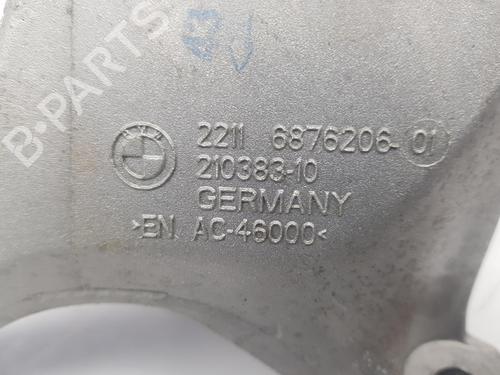 B-PARTS
2211 6876206-01
210383-10
GERMANY
>EN AC-46000<